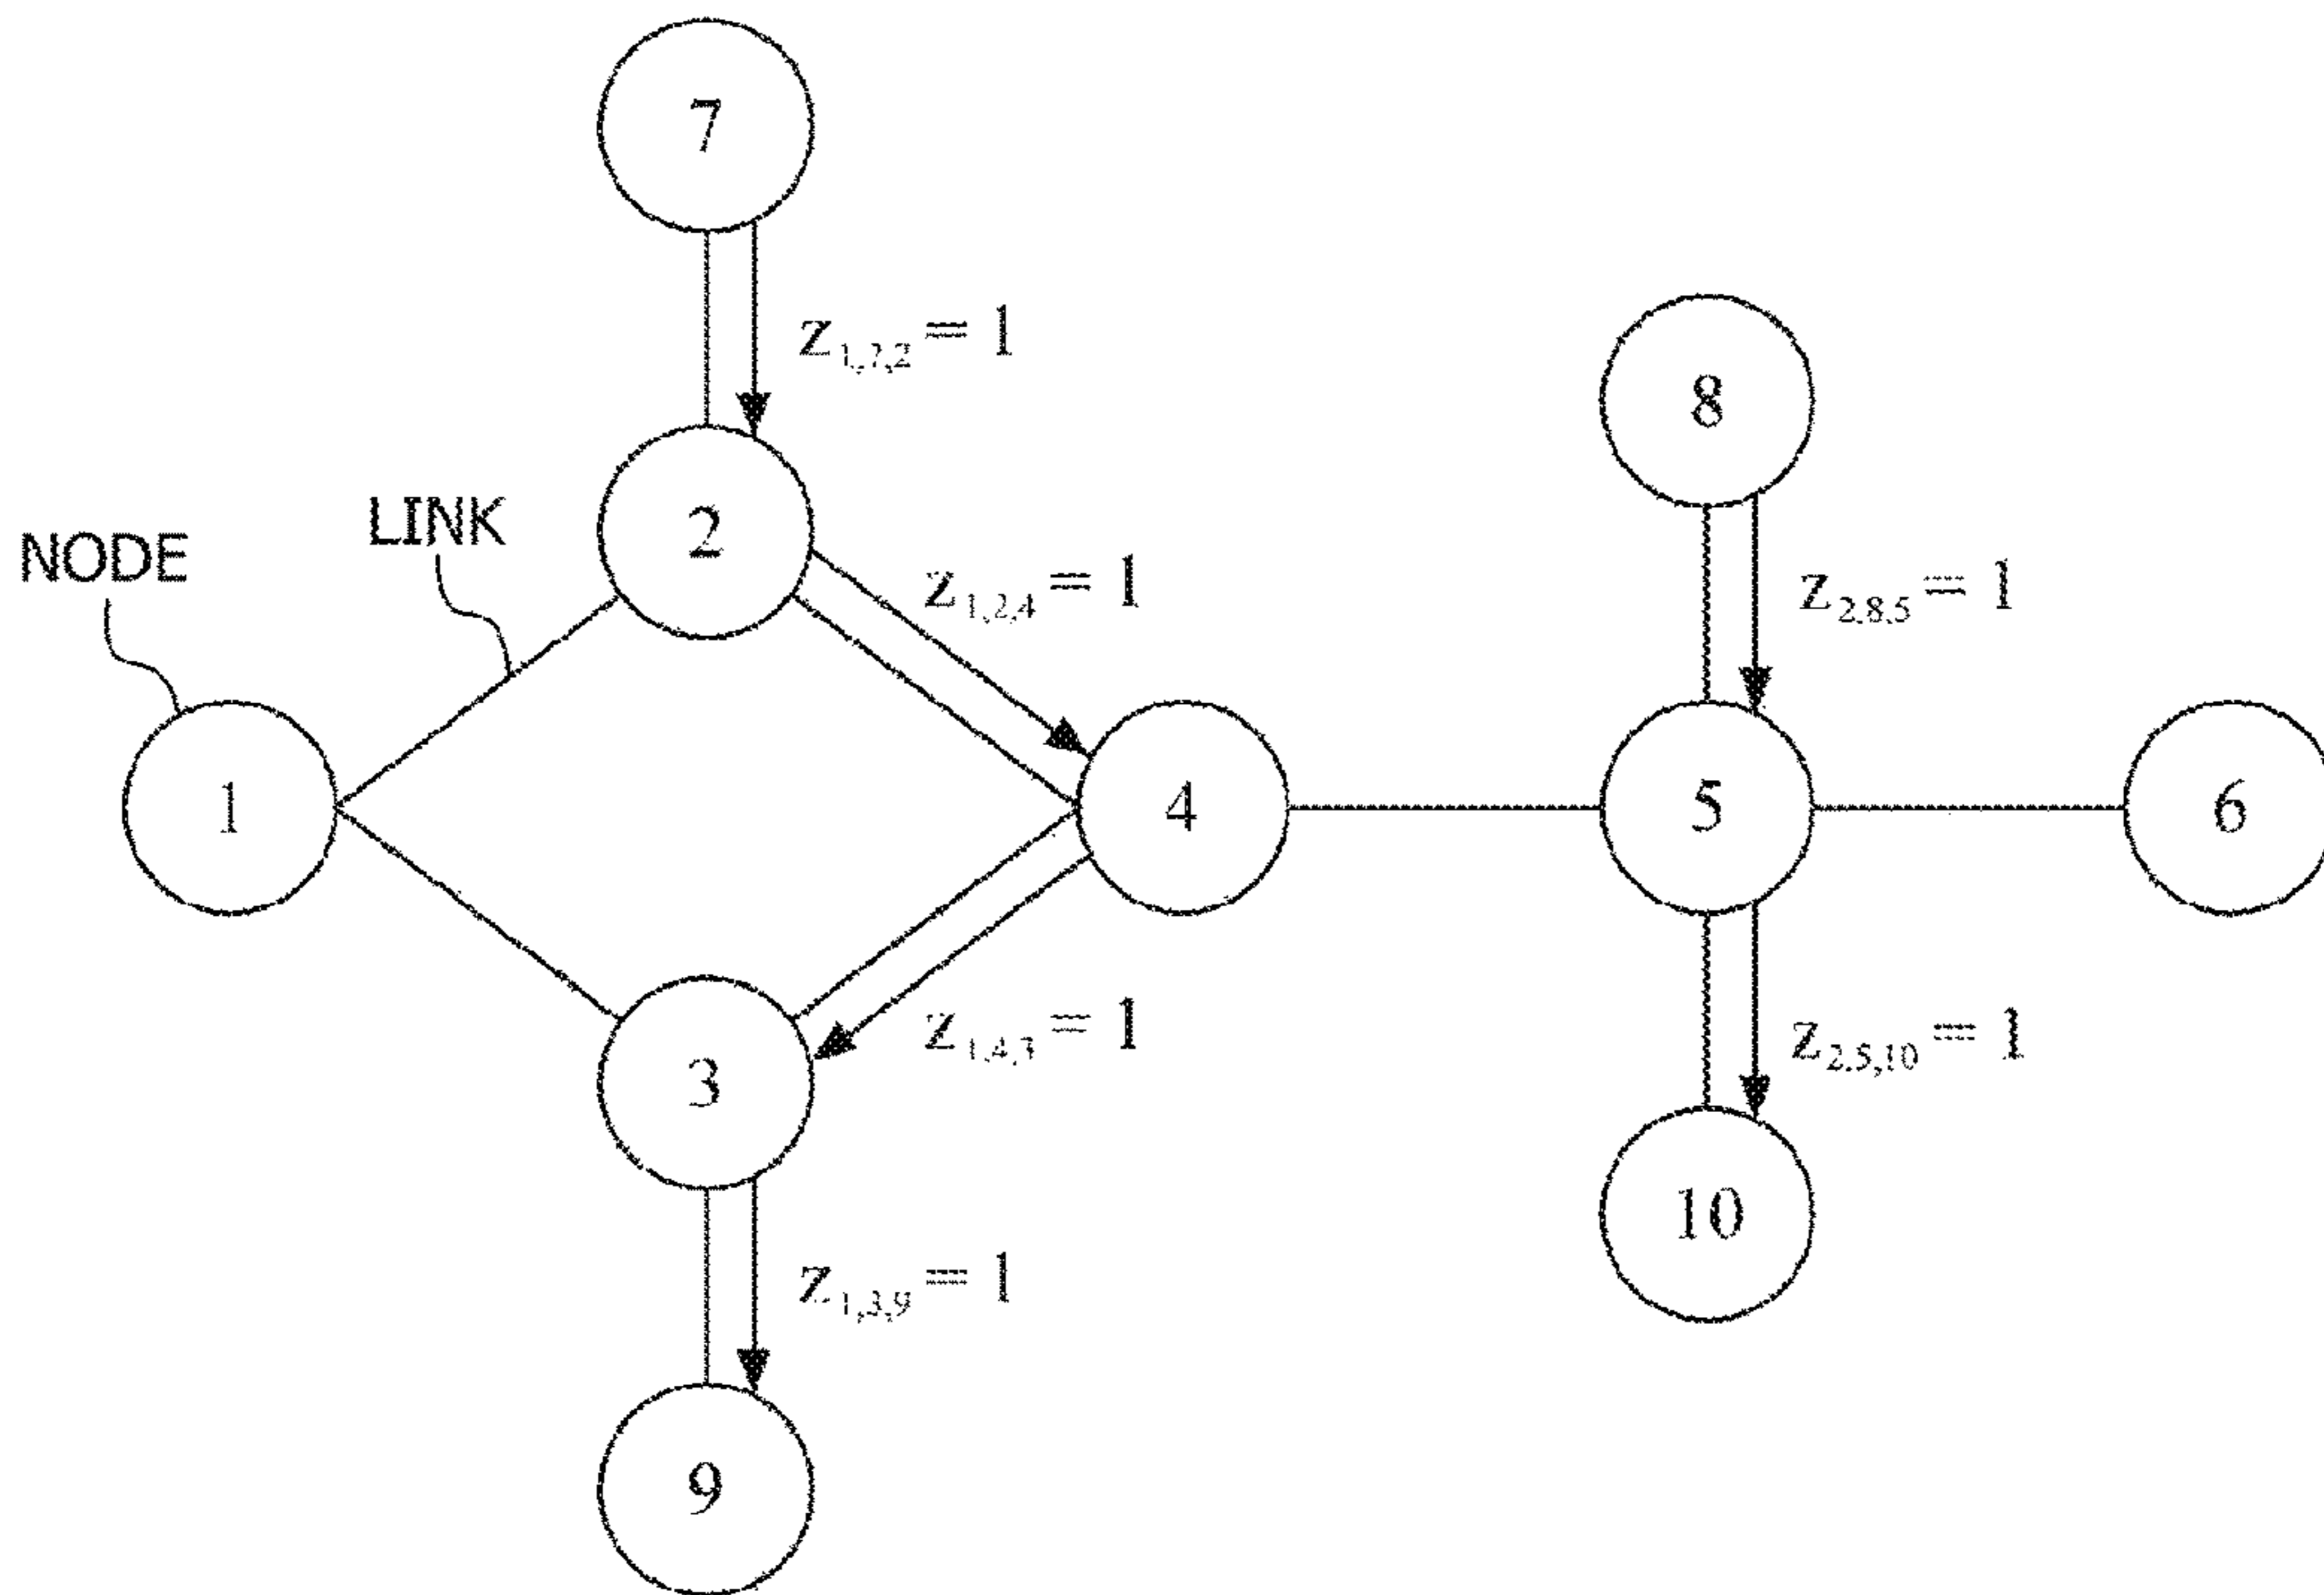 7
z1,7,2 = 1
8
NODE
LINK
2
z1,2,4 = 1
z2,8,5 = 1
1
4
5
6
3
z1,4,3 = 1
z2,5,10 = 1
10
z1,3,9 = 1
9